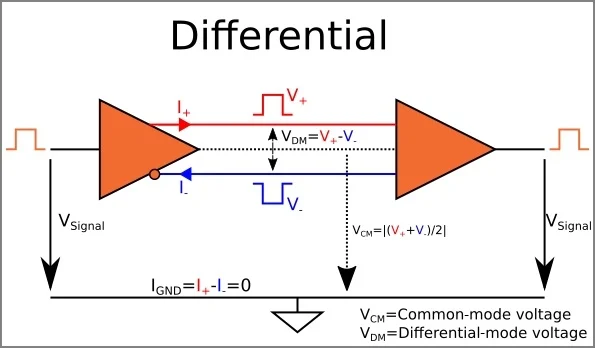 Differential
I+
V+
VDM=V+-V-
I-
V-
VSignal
VCM=|(V++V-)/2|
VSignal
IGND=I+-I-=0
VCM=Common-mode voltage
VDM=Differential-mode voltage